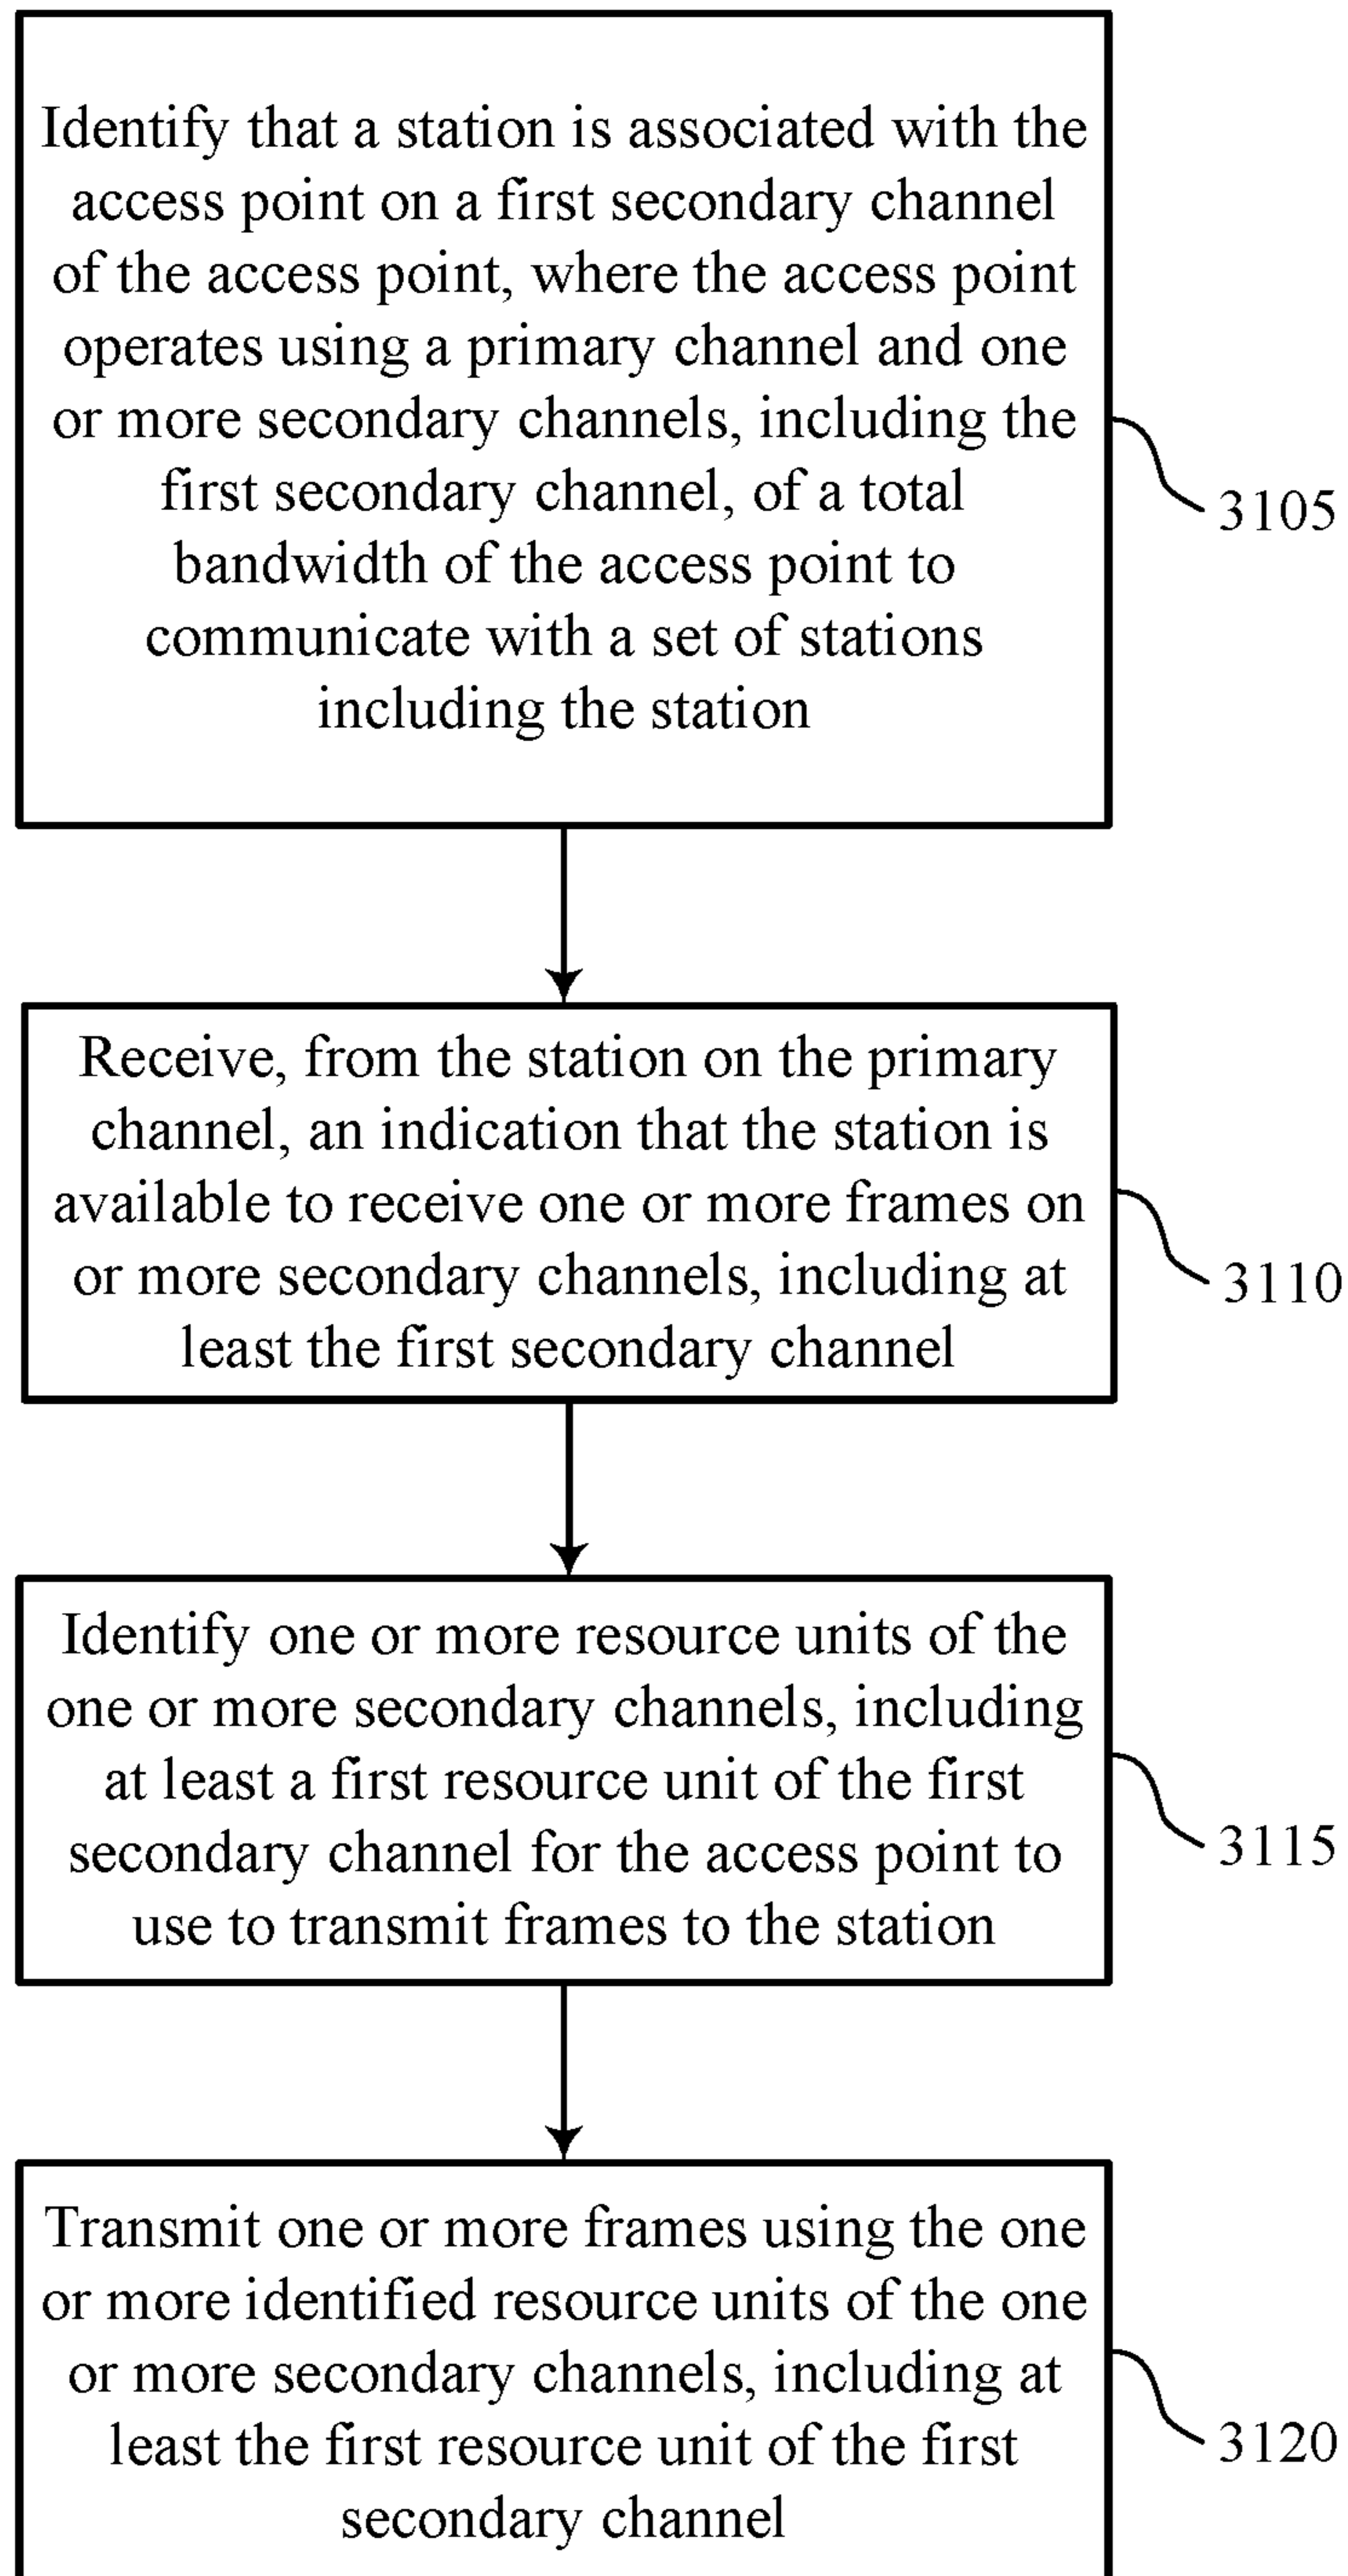 Identify that a station is associated with the
access point on a first secondary channel
of the access point, where the access point
operates using a primary channel and one
or more secondary channels, including the
first secondary channel, of a total
bandwidth of the access point to
communicate with a set of stations
including the station
3105
Receive, from the station on the primary
channel, an indication that the station is
available to receive one or more frames on
or more secondary channels, including at
least the first secondary channel
3110
Identify one or more resource units of the
one or more secondary channels, including
at least a first resource unit of the first
secondary channel for the access point to
use to transmit frames to the station
3115
Transmit one or more frames using the one
or more identified resource units of the one
or more secondary channels, including at
least the first resource unit of the first
secondary channel
3120